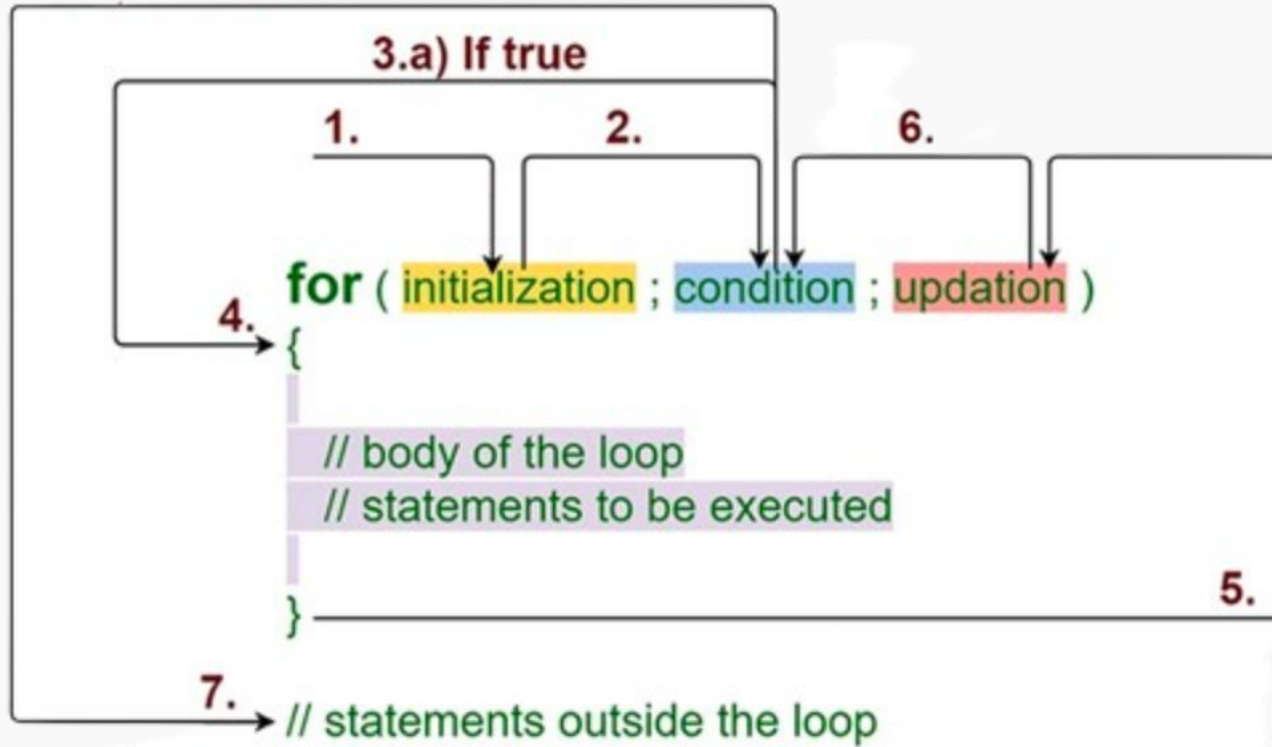 3.a) If true
1. 2. 6.
for ( initialization ; condition ; updation )
4.
{
// body of the loop
// statements to be executed
5.
}
7.
// statements outside the loop